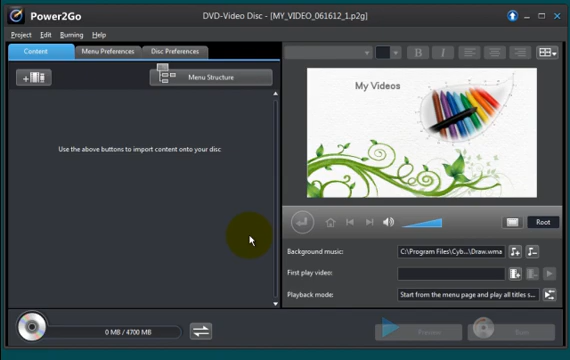 Power2Go
DVD-Video Disc - [MY_VIDEO_061612_1.p2g]
Project Edit Burning Help
Content Menu Preferences Disc Preferences
B I
Menu Structure
My Videos
Use the above buttons to import content onto your disc
Root
Background music: C:\Program Files\Cyb...\Draw.wma
First play video:
Playback mode: Start from the menu page and play all titles s...
0 MB / 4700 MB
Preview Burn